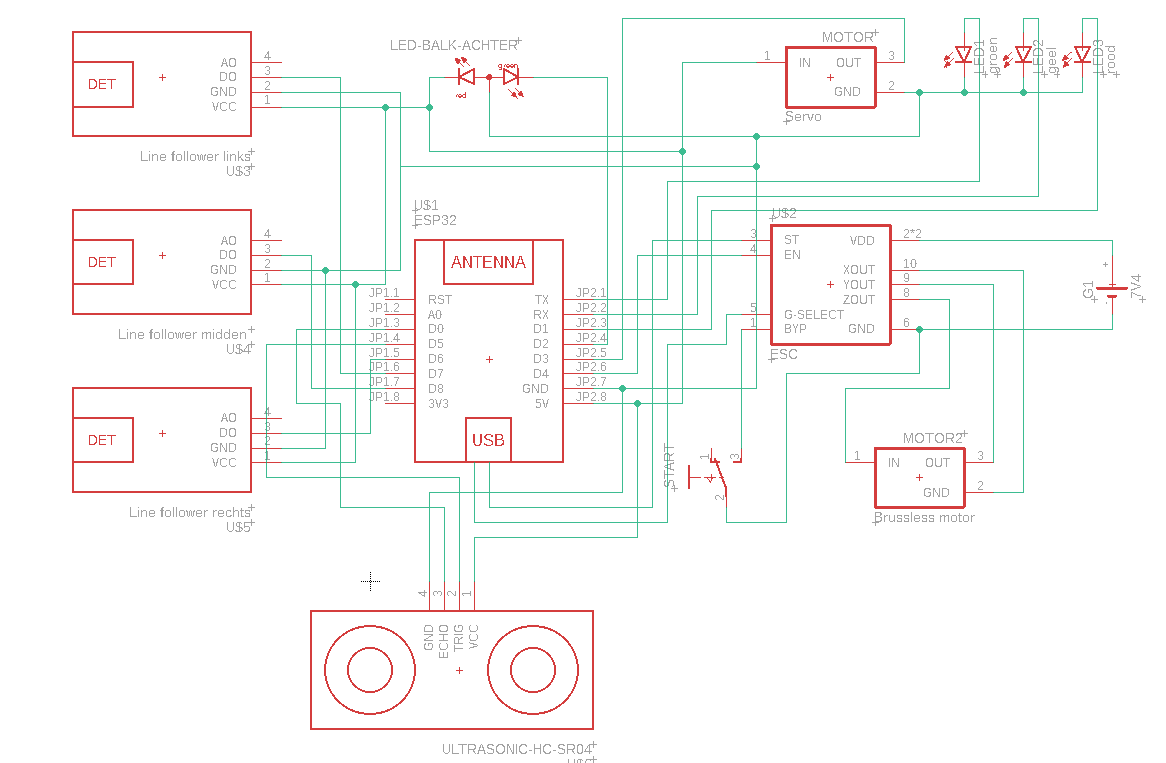 LED-BALK-ACHTER
red
green
MOTOR
1
IN
OUT
3
GND
2
Servo
LED1
groen
LED2
geel
LED3
rood
DET
AO
4
DO
3
GND
2
VCC
1
Line follower links
U$3
DET
AO
4
DO
3
GND
2
VCC
1
Line follower midden
U$4
DET
AO
4
DO
3
GND
2
VCC
1
Line follower rechts
U$5
U$1
ESP32
ANTENNA
JP1.1 RST TX JP2.1
JP1.2 A0 RX JP2.2
JP1.3 D0 D1 JP2.3
JP1.4 D5 D2 JP2.4
JP1.5 D6 D3 JP2.5
JP1.6 D7 D4 JP2.6
JP1.7 D8 GND JP2.7
JP1.8 3V3 5V JP2.8
USB
U$2
3 ST VDD 2*2
4 EN
XOUT 10
YOUT 9
5 G-SELECT ZOUT 8
1 BYP GND 6
ESC
G1
7V4
START
1
3
2
MOTOR2
1
IN
OUT
3
GND
2
Brussless motor
4
3
2
1
GND
ECHO
TRIG
VCC
ULTRASONIC-HC-SR04